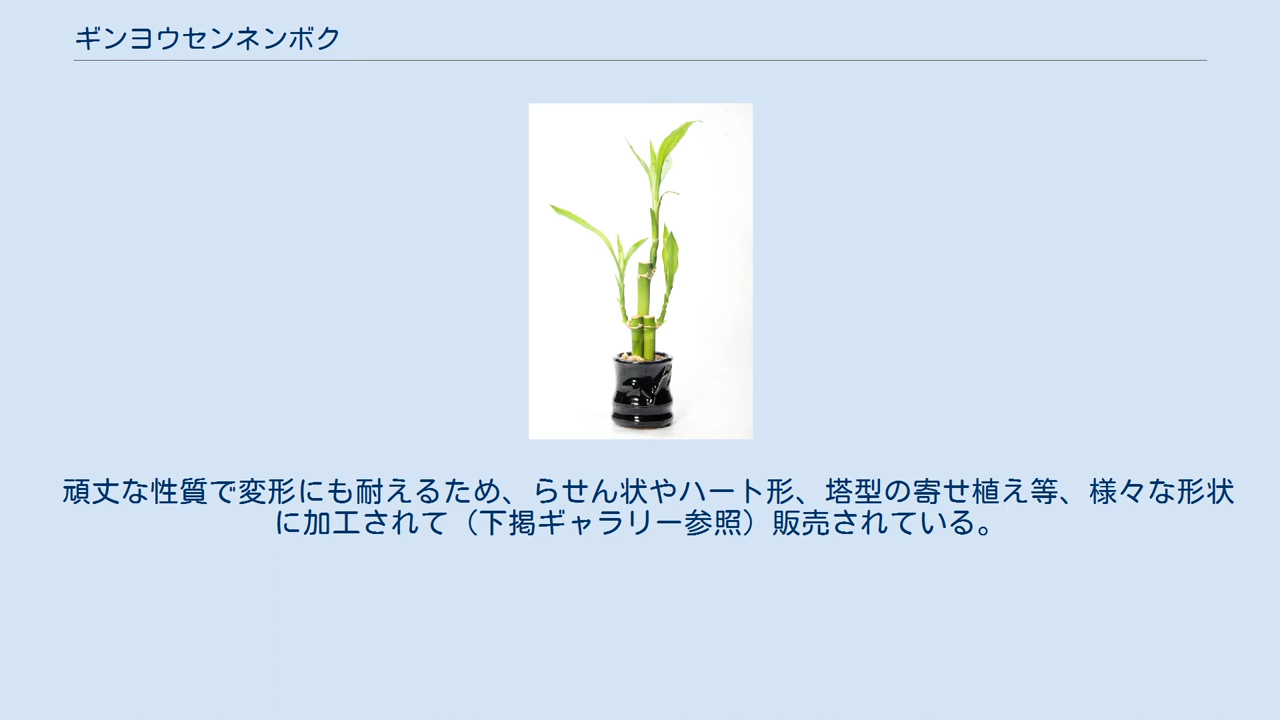 ギンヨウセンネンボク
頑丈な性質で変形にも耐えるため、らせん状やハート形、塔型の寄せ植え等、様々な形状
に加工されて（下掲ギャラリー参照）販売されている。